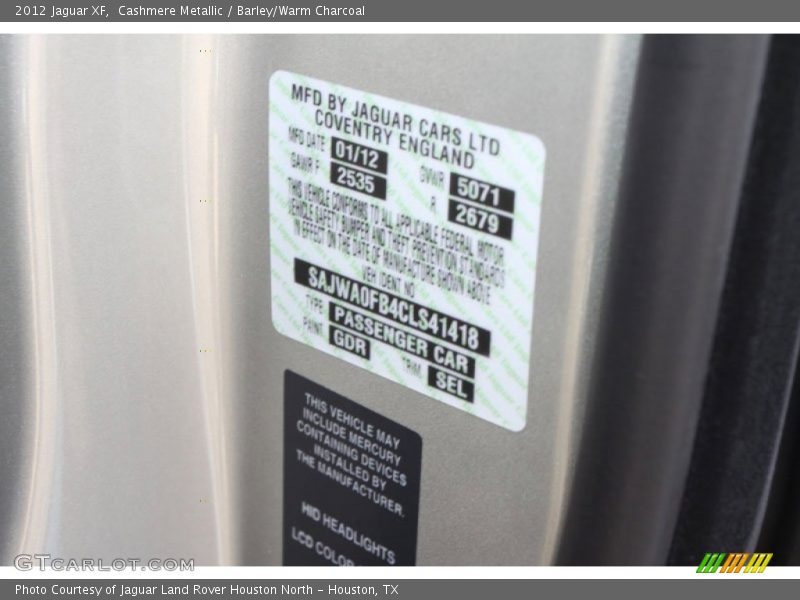 2012 Jaguar XF,  Cashmere Metallic / Barley/Warm Charcoal
MFD BY JAGUAR CARS LTD
COVENTRY ENGLAND
MFD DATE 01/12
GVWR 5071
GAWR F 2535
R 2679
THIS VEHICLE CONFORMS TO ALL APPLICABLE FEDERAL MOTOR
VEHICLE SAFETY BUMPER AND THEFT PREVENTION STANDARDS
IN EFFECT ON THE DATE OF MANUFACTURE SHOWN ABOVE
VEH IDENT NO
SAJWA0FB4CLS41418
TYPE PASSENGER CAR
PAINT GDR
TRIM SEL
THIS VEHICLE MAY
INCLUDE MERCURY
CONTAINING DEVICES
INSTALLED BY
THE MANUFACTURER.
HID HEADLIGHTS
LCD COLOR
GTCARLOT.COM
Photo Courtesy of Jaguar Land Rover Houston North - Houston, TX